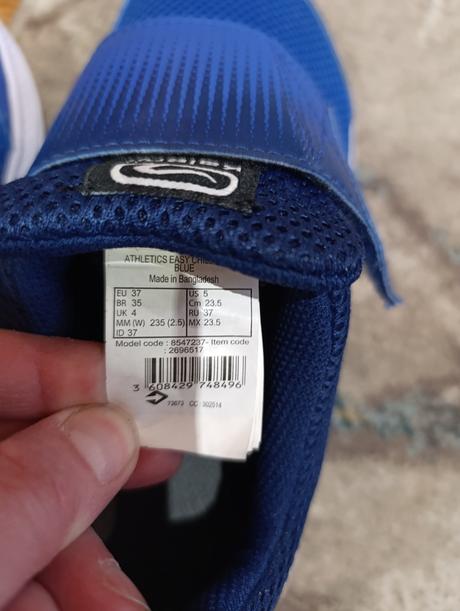 ATHLETICS EASY
BLUE
Made in Bangladesh
EU 37 US 5
BR 35 Cm 23.5
UK 4 RU 37
MM (W) 235 (2.5) MX 23.5
ID 37
Model code : 8547237- Item code
: 2696517
3 608429 748496
73673 CC :302514